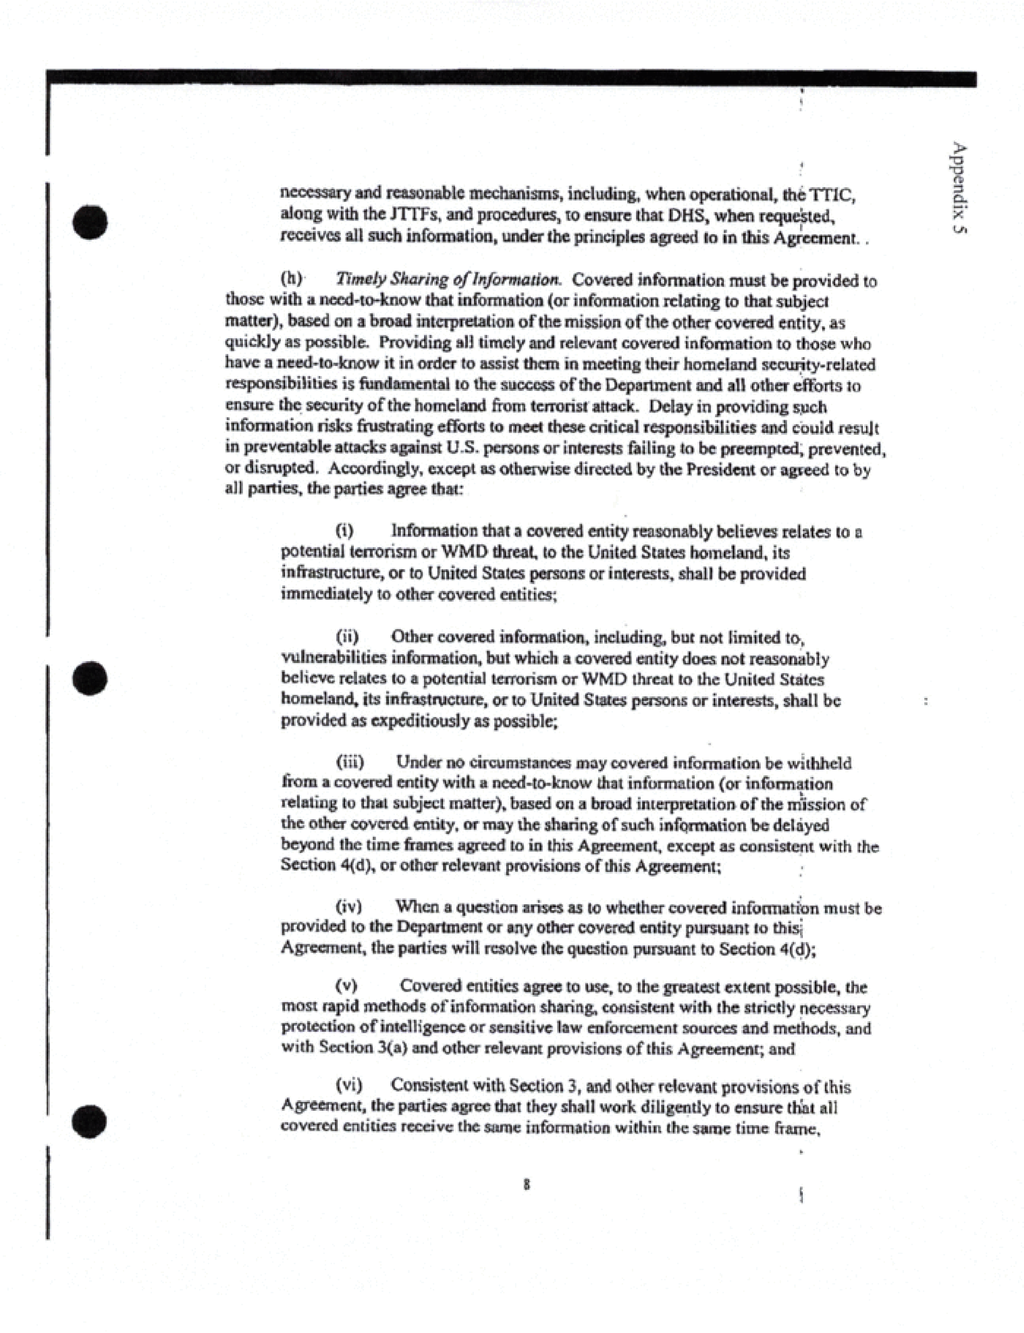 Appendix 5
necessary and reasonable mechanisms, including, when operational, the TTIC,
along with the JTTFs, and procedures, to ensure that DHS, when requested,
receives all such information, under the principles agreed to in this Agreement. .
(h) Timely Sharing of Information. Covered information must be provided to
those with a need-to-know that information (or information relating to that subject
matter), based on a broad interpretation of the mission of the other covered entity, as
quickly as possible. Providing all timely and relevant covered information to those who
have a need-to-know it in order to assist them in meeting their homeland security-related
responsibilities is fundamental to the success of the Department and all other efforts to
ensure the security of the homeland from terrorist attack. Delay in providing such
information risks frustrating efforts to meet these critical responsibilities and could result
in preventable attacks against U.S. persons or interests failing to be preempted, prevented,
or disrupted. Accordingly, except as otherwise directed by the President or agreed to by
all parties, the parties agree that:
(i) Information that a covered entity reasonably believes relates to a
potential terrorism or WMD threat, to the United States homeland, its
infrastructure, or to United States persons or interests, shall be provided
immediately to other covered entities;
(ii) Other covered information, including, but not limited to,
vulnerabilities information, but which a covered entity does not reasonably
believe relates to a potential terrorism or WMD threat to the United States
homeland, its infrastructure, or to United States persons or interests, shall be
provided as expeditiously as possible;
(iii) Under no circumstances may covered information be withheld
from a covered entity with a need-to-know that information (or information
relating to that subject matter), based on a broad interpretation of the mission of
the other covered entity, or may the sharing of such information be delayed
beyond the time frames agreed to in this Agreement, except as consistent with the
Section 4(d), or other relevant provisions of this Agreement;
(iv) When a question arises as to whether covered information must be
provided to the Department or any other covered entity pursuant to this
Agreement, the parties will resolve the question pursuant to Section 4(d);
(v) Covered entities agree to use, to the greatest extent possible, the
most rapid methods of information sharing, consistent with the strictly necessary
protection of intelligence or sensitive law enforcement sources and methods, and
with Section 3(a) and other relevant provisions of this Agreement; and
(vi) Consistent with Section 3, and other relevant provisions of this
Agreement, the parties agree that they shall work diligently to ensure that all
covered entities receive the same information within the same time frame,
8